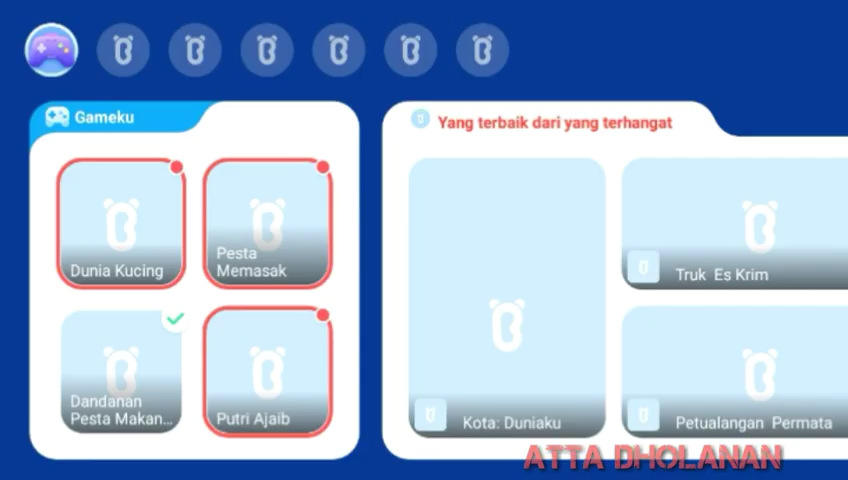 Gameku
Yang terbaik dari yang terhangat
Dunia Kucing
Pesta
Memasak
Truk Es Krim
Dandanan
Pesta Makan...
Putri Ajaib
Kota: Duniaku
Petualangan Permata
ATTA DHOLANAN